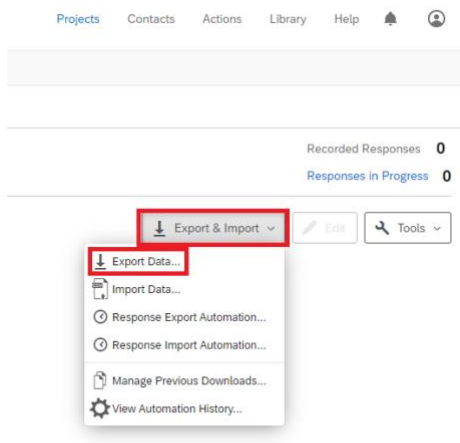 Projects Contacts Actions Library Help
Recorded Responses 0
Responses in Progress 0
Export & Import Edit Tools
Export Data...
Import Data...
Response Export Automation...
Response Import Automation...
Manage Previous Downloads...
View Automation History...